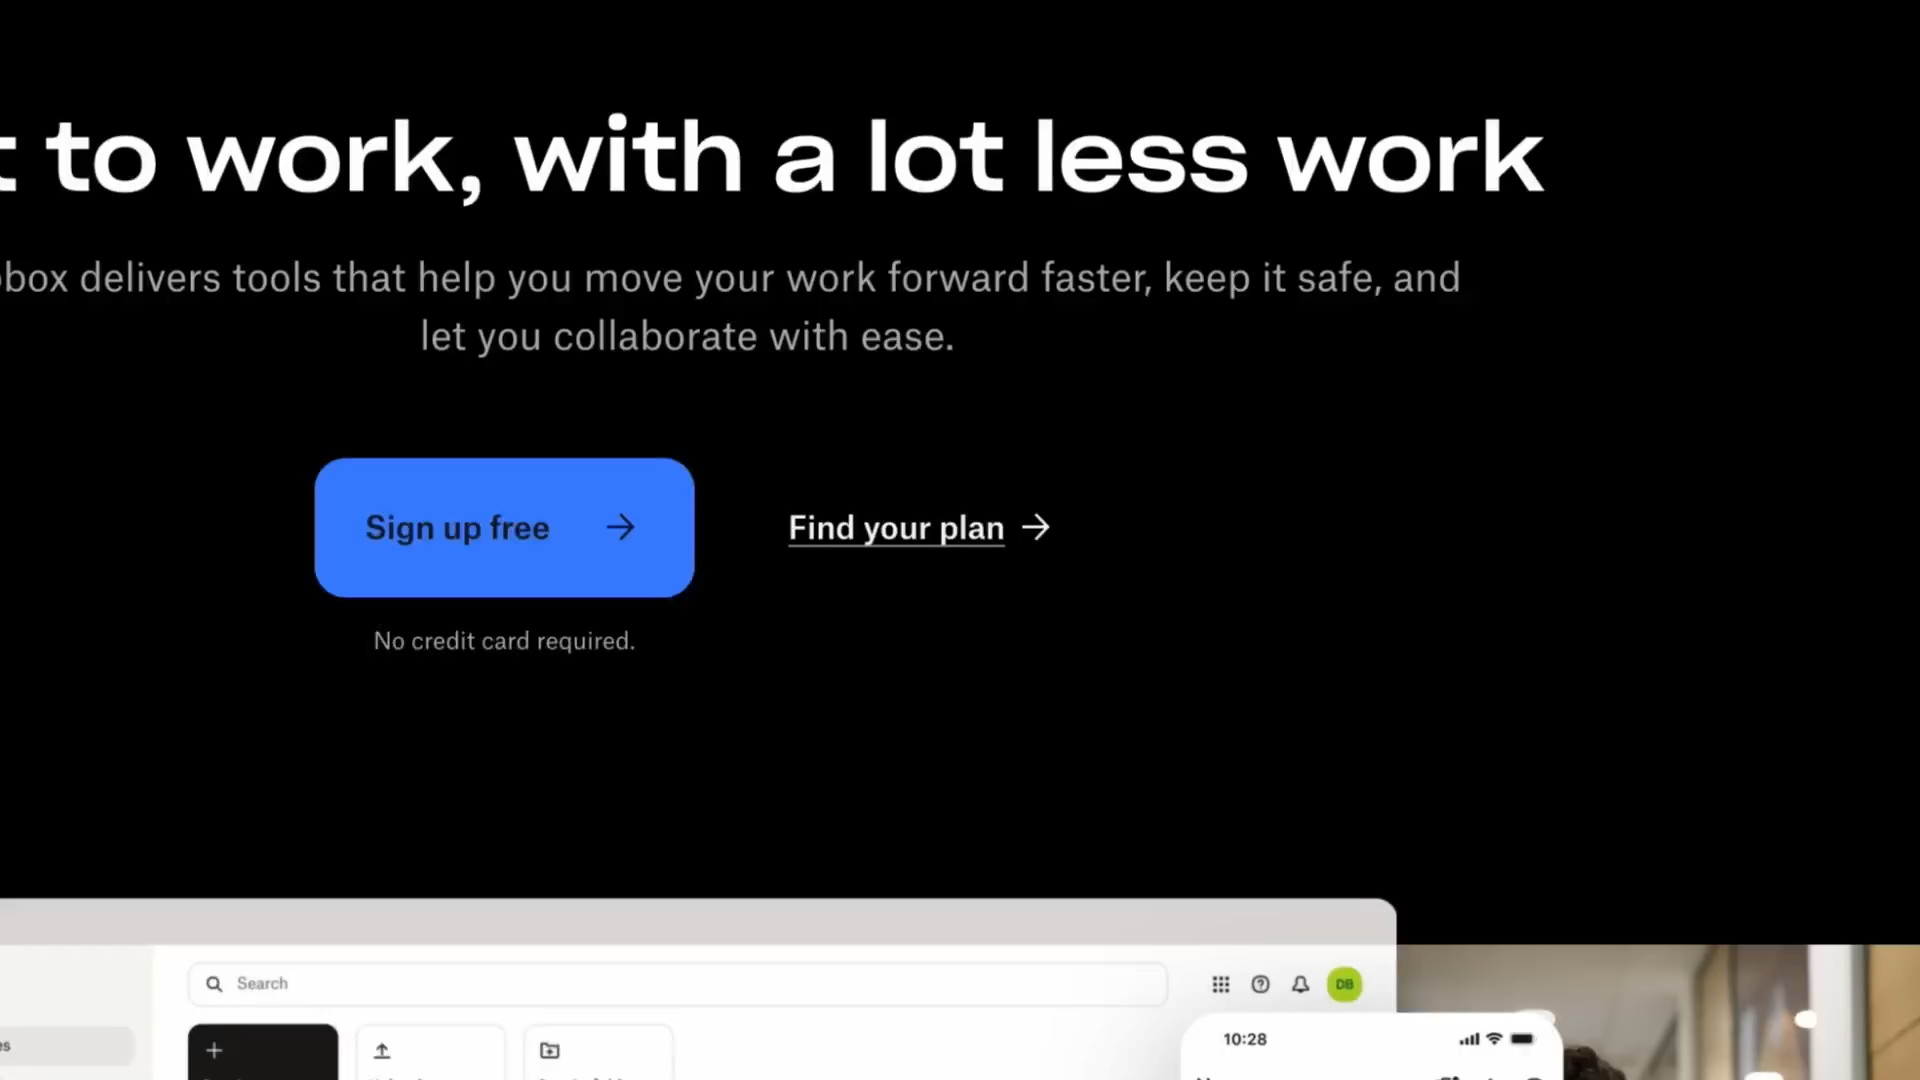 to work, with a lot less work
delivers tools that help you move your work forward faster, keep it safe, and
let you collaborate with ease.
Sign up free
Find your plan
No credit card required.
Search
DB
10:28